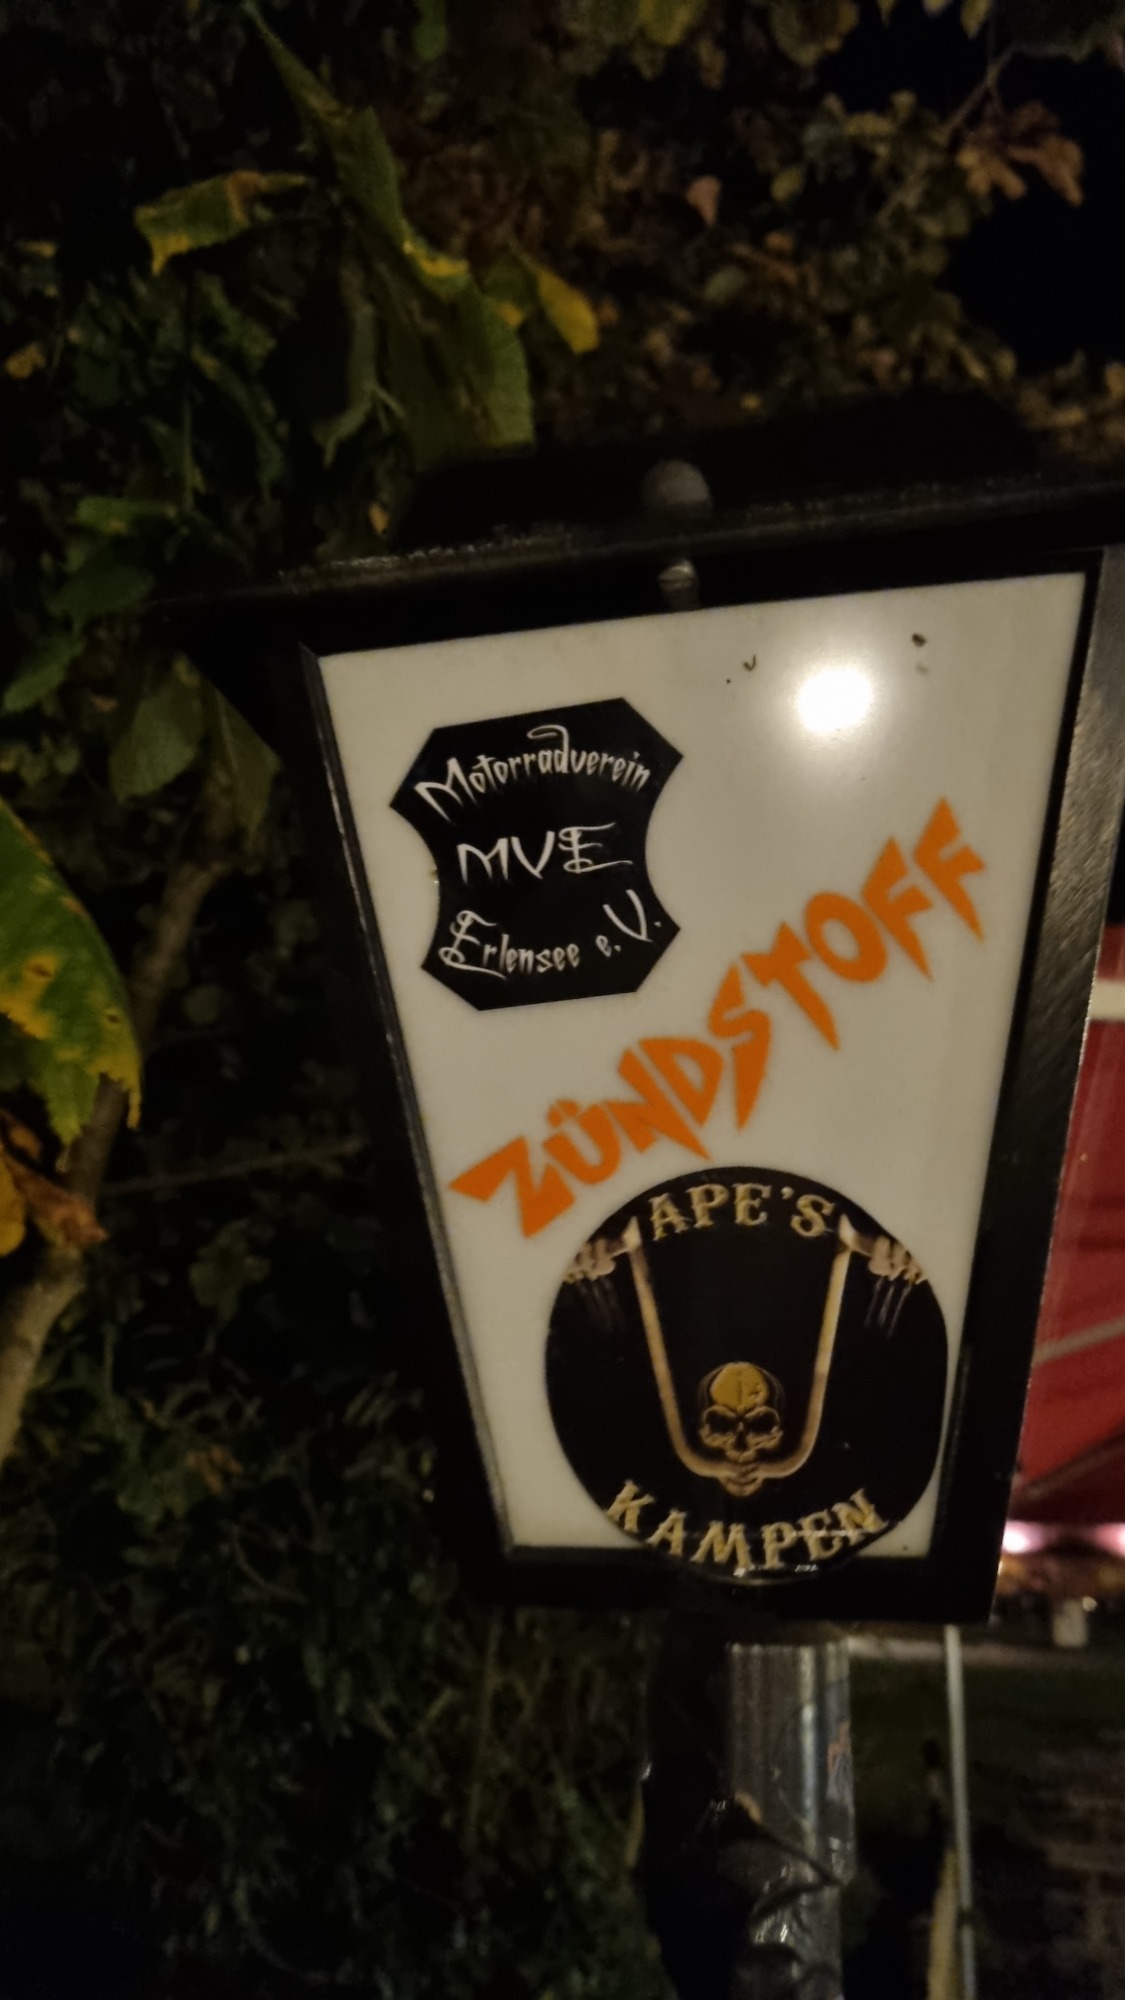 Motorradverein
MVE
Erlensee e.V.
ZÜNDSTOFF
APE'S
KAMPEN